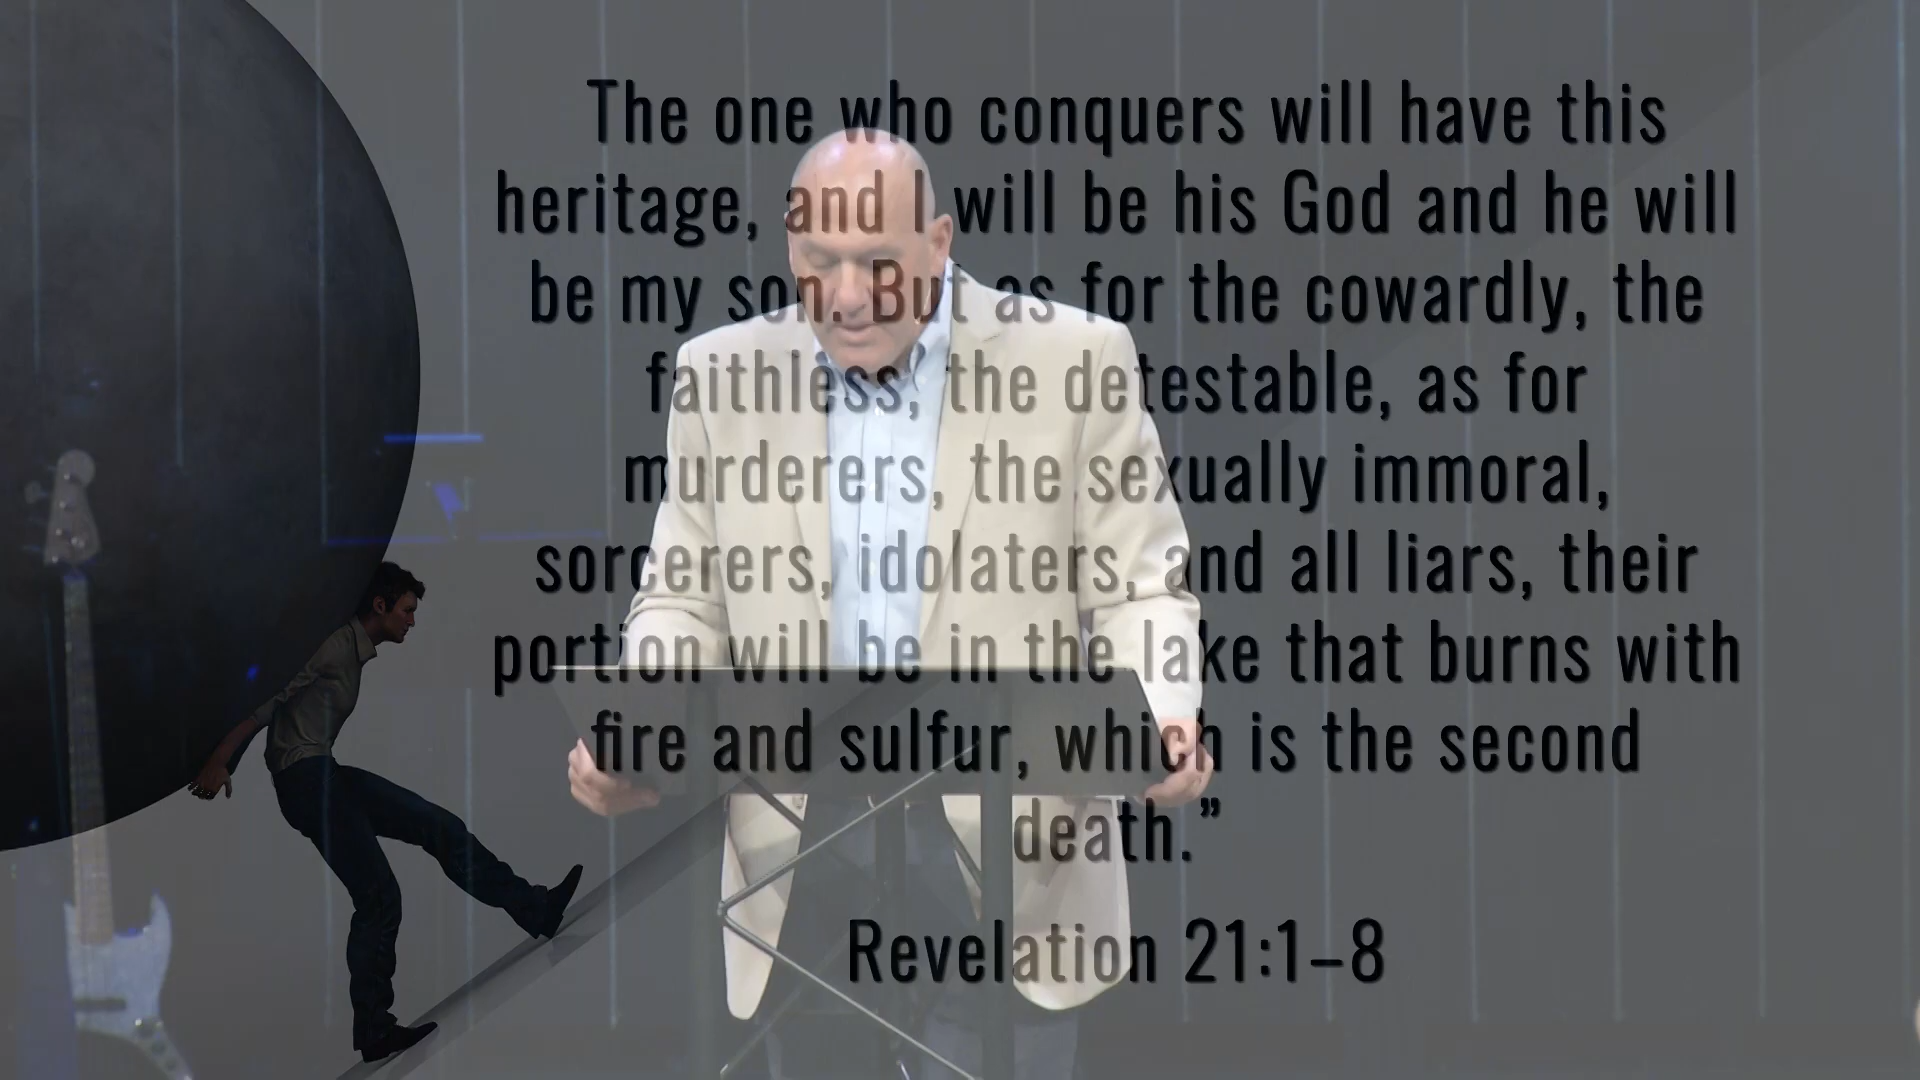 The one who conquers will have this
heritage, and I will be his God and he will
be my son. But as for the cowardly, the
faithless, the detestable, as for
murderers, the sexually immoral,
sorcerers, idolaters, and all liars, their
portion will be in the lake that burns with
fire and sulfur, which is the second
death.”
Revelation 21:1–8